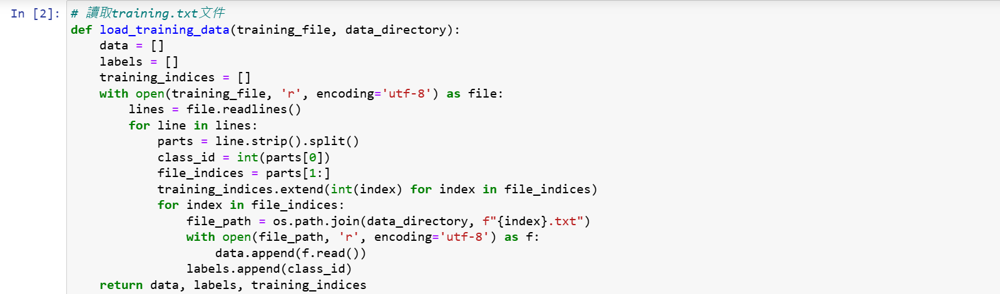 In [2]: # 讀取training.txt文件
def load_training_data(training_file, data_directory):
    data = []
    labels = []
    training_indices = []
    with open(training_file, 'r', encoding='utf-8') as file:
        lines = file.readlines()
        for line in lines:
            parts = line.strip().split()
            class_id = int(parts[0])
            file_indices = parts[1:]
            training_indices.extend(int(index) for index in file_indices)
            for index in file_indices:
                file_path = os.path.join(data_directory, f"{index}.txt")
                with open(file_path, 'r', encoding='utf-8') as f:
                    data.append(f.read())
                labels.append(class_id)
    return data, labels, training_indices